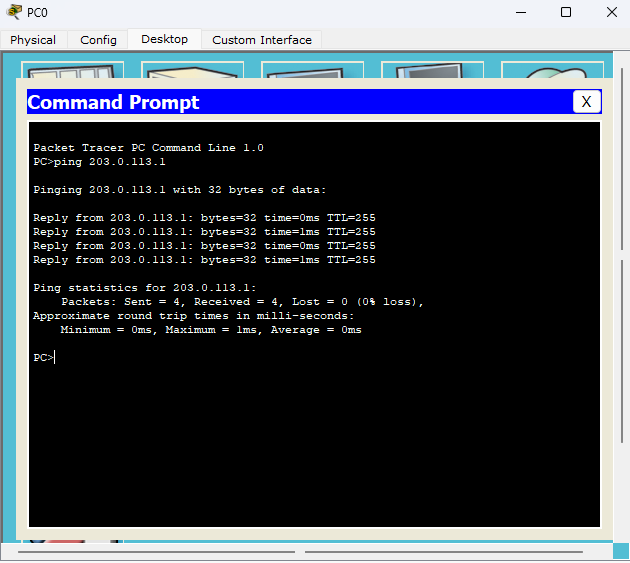 PC0
Physical Config Desktop Custom Interface
Command Prompt X
Packet Tracer PC Command Line 1.0
PC>ping 203.0.113.1
Pinging 203.0.113.1 with 32 bytes of data:
Reply from 203.0.113.1: bytes=32 time=0ms TTL=255
Reply from 203.0.113.1: bytes=32 time=1ms TTL=255
Reply from 203.0.113.1: bytes=32 time=0ms TTL=255
Reply from 203.0.113.1: bytes=32 time=1ms TTL=255
Ping statistics for 203.0.113.1:
Packets: Sent = 4, Received = 4, Lost = 0 (0% loss),
Approximate round trip times in milli-seconds:
Minimum = 0ms, Maximum = 1ms, Average = 0ms
PC>